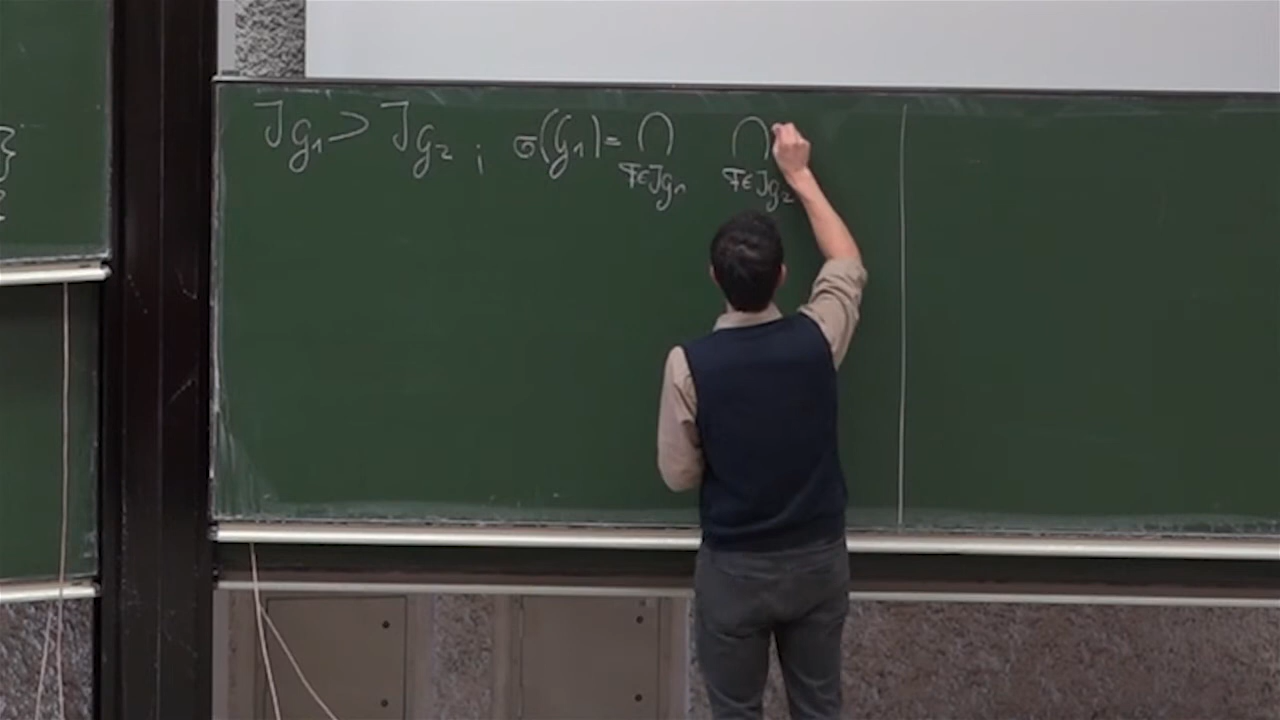 }
{
J_{G_1} ⊃ J_{G_2} ; σ(G_1) = ⋂_{F∈J_{G_1}} ⋂_{F∈J_{G_2}}